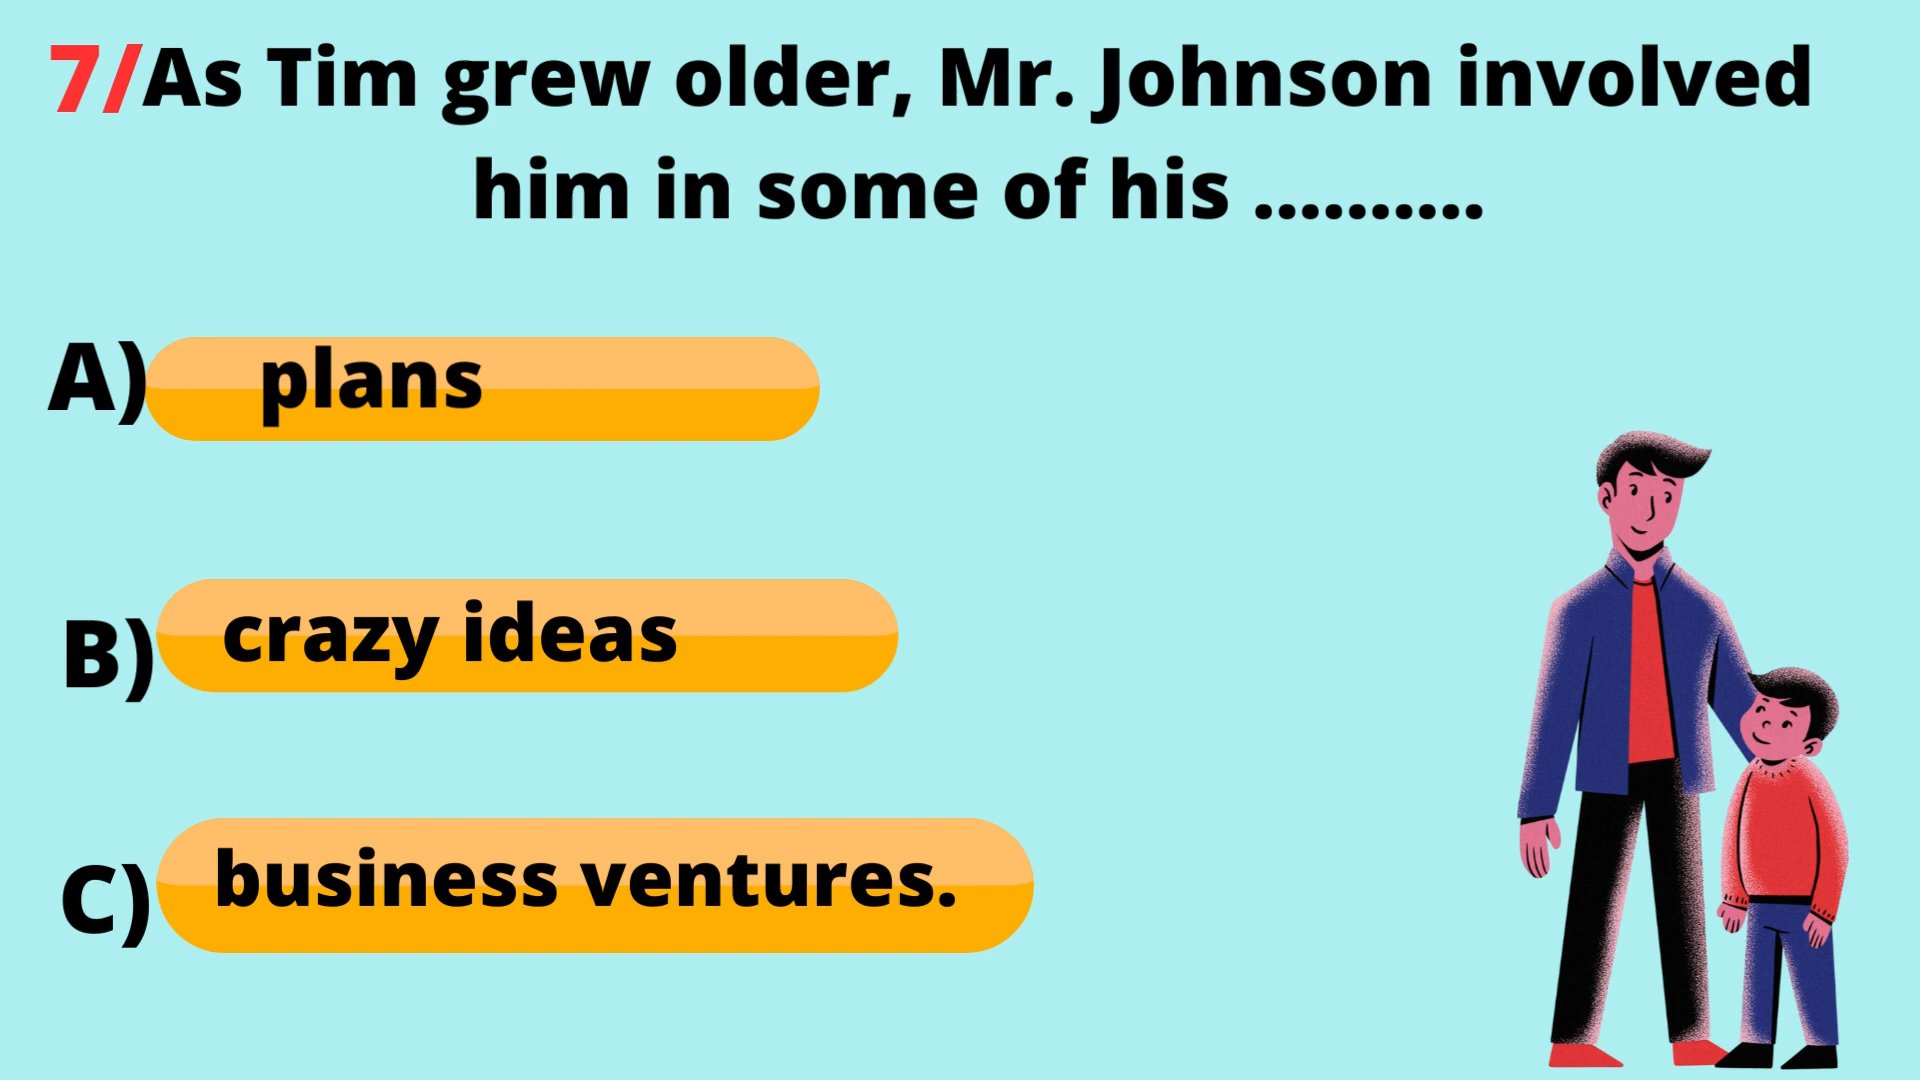 7/As Tim grew older, Mr. Johnson involved
him in some of his ..........
A) plans
B) crazy ideas
C) business ventures.